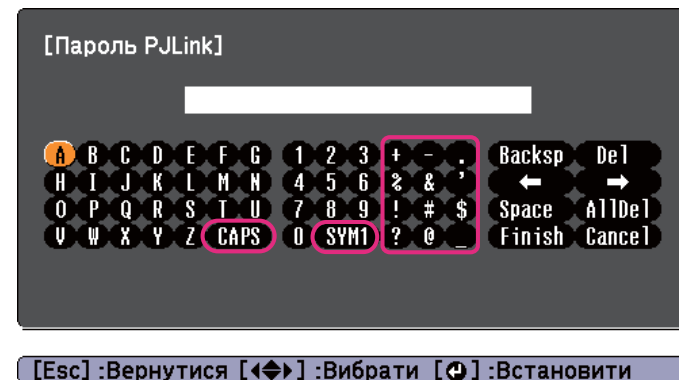 [Пароль PJLink]
A B C D E F G 1 2 3 + - . Backsp Del
H I J K L M N 4 5 6 % & ' ← →
O P Q R S T U 7 8 9 ! # $ Space AllDel
V W X Y Z CAPS 0 SYM1 ? @ _ Finish Cancel
[Esc] :Вернутися [◀◆▶] :Вибрати [↵] :Встановити